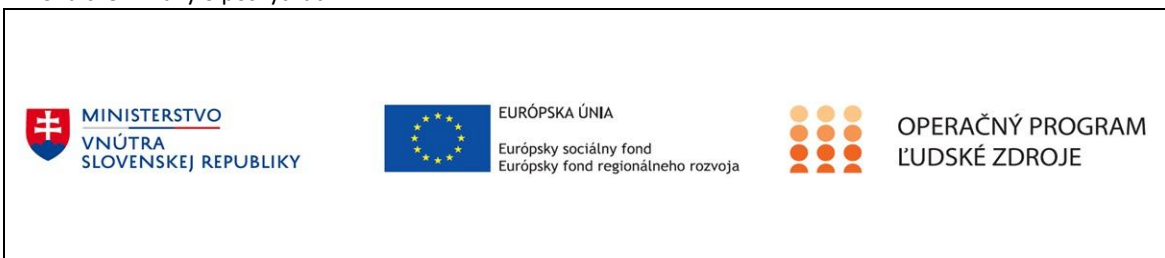 MINISTERSTVO
VNÚTRA
SLOVENSKEJ REPUBLIKY
EURÓPSKA ÚNIA
Európsky sociálny fond
Európsky fond regionálneho rozvoja
OPERAČNÝ PROGRAM
ĽUDSKÉ ZDROJE